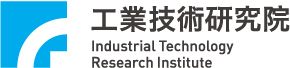 工業技術研究院
Industrial Technology
Research Institute